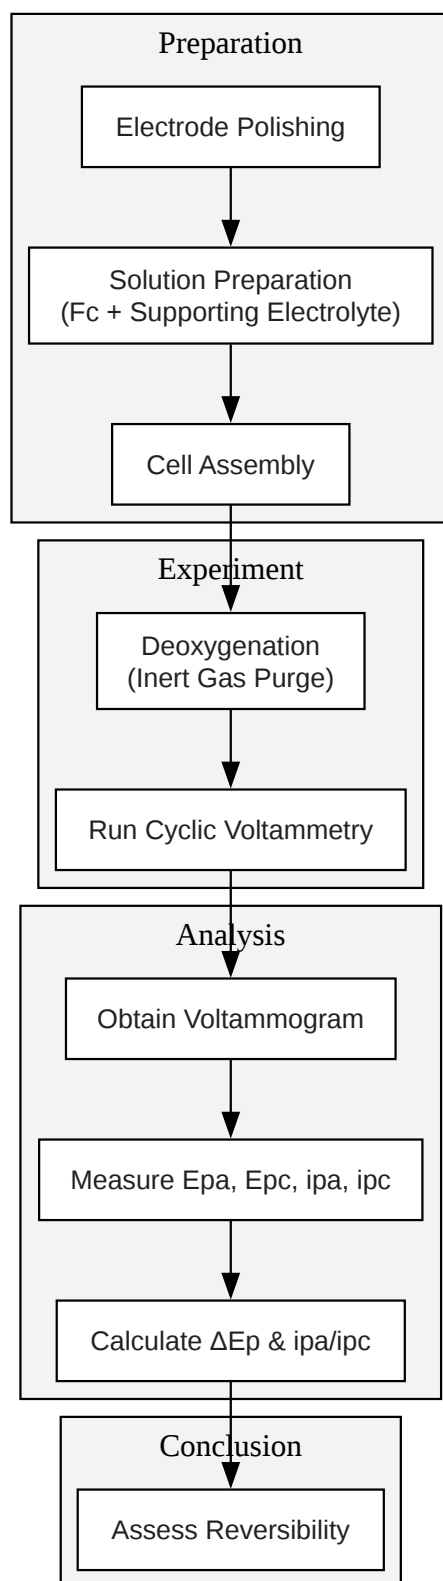 Preparation
Electrode Polishing
Solution Preparation
(Fc + Supporting Electrolyte)
Cell Assembly
Experiment
Deoxygenation
(Inert Gas Purge)
Run Cyclic Voltammetry
Analysis
Obtain Voltammogram
Measure Epa, Epc, ipa, ipc
Calculate ΔEp & ipa/ipc
Conclusion
Assess Reversibility